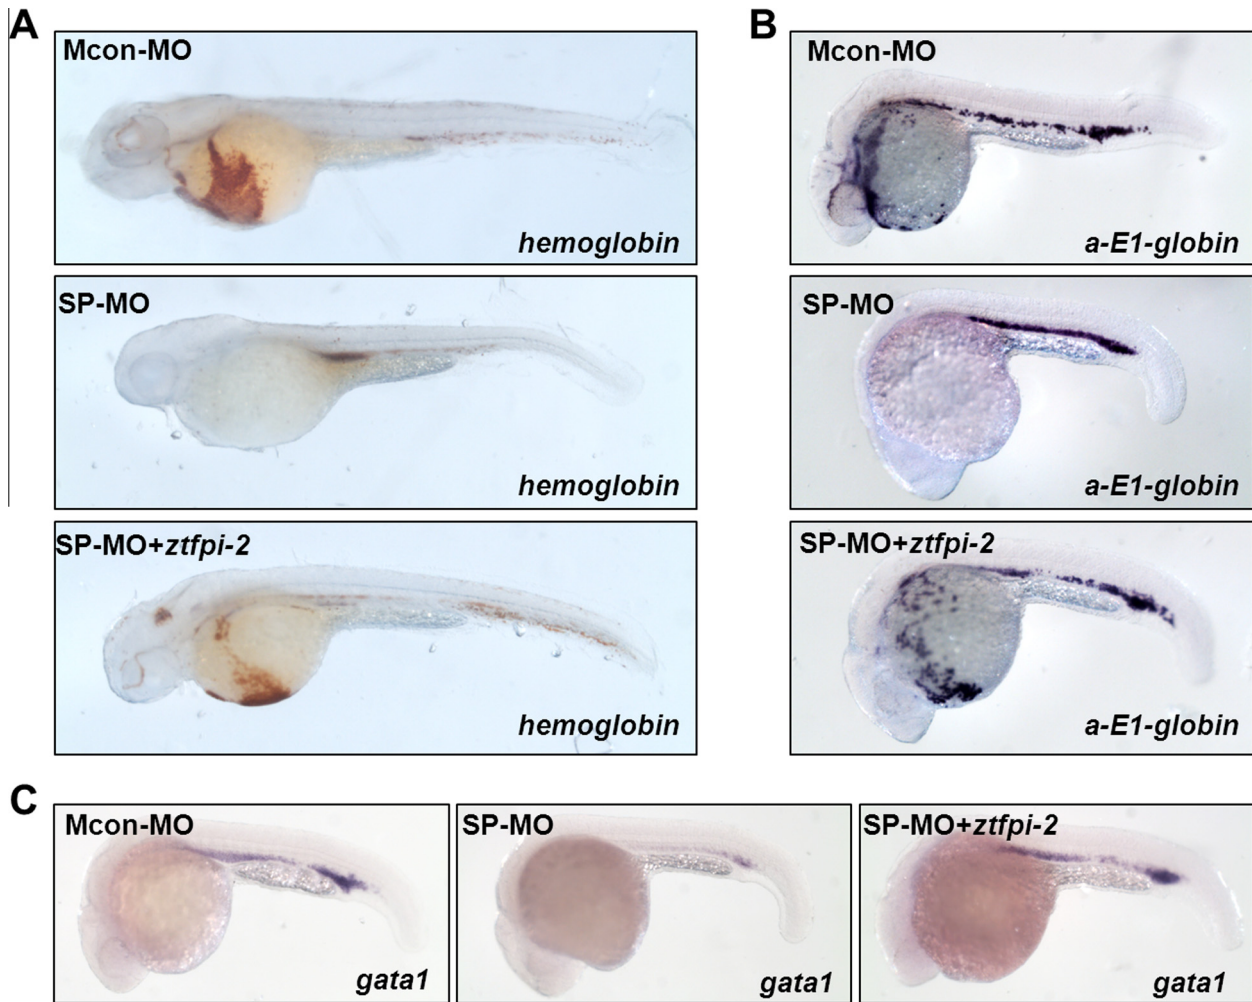 A
B
Mcon-MO
hemoglobin
Mcon-MO
a-E1-globin
SP-MO
hemoglobin
SP-MO
a-E1-globin
SP-MO+ztfpi-2
hemoglobin
SP-MO+ztfpi-2
a-E1-globin
C
Mcon-MO
gata1
SP-MO
gata1
SP-MO+ztfpi-2
gata1